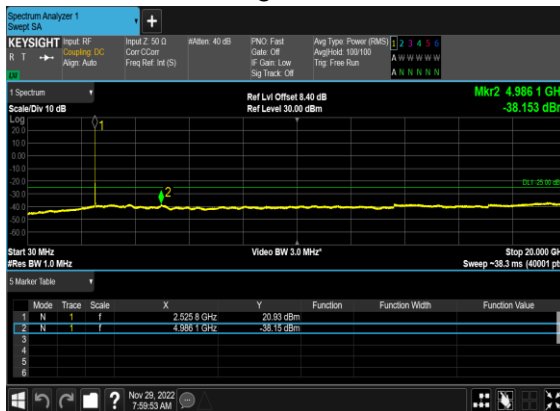 Spectrum Analyzer 1
Swept SA
KEYSIGHT
R T
Input: RF
Coupling: DC
Align: Auto
Input Z: 50 Ω
Corr CCorr
Freq Ref: Int (S)
#Atten: 40 dB
PNO: Fast
Gate: Off
IF Gain: Low
Sig Track: Off
Avg Type: Power (RMS)
Avg|Hold: 100/100
Trig: Free Run
1 2 3 4 5 6
A W W W W W
A N N N N N
1 Spectrum
Scale/Div 10 dB
Ref Lvl Offset 8.40 dB
Ref Level 30.00 dBm
Mkr2 4.986 1 GH
-38.153 dB
Log
20.0
10.0
0.00
-10.0
-20.0
-30.0
-40.0
-50.0
-60.0
1
2
DL1 -25.00 dB
Start 30 MHz
#Res BW 1.0 MHz
Video BW 3.0 MHz*
Stop 20.000 GH
Sweep ~38.3 ms (40001 pt
5 Marker Table
Mode Trace Scale X Y Function Function Width Function Value
1 N 1 f 2.525 8 GHz 20.93 dBm
2 N 1 f 4.986 1 GHz -38.15 dBm
3
4
5
6
?
Nov 29, 2022
7:59:53 AM